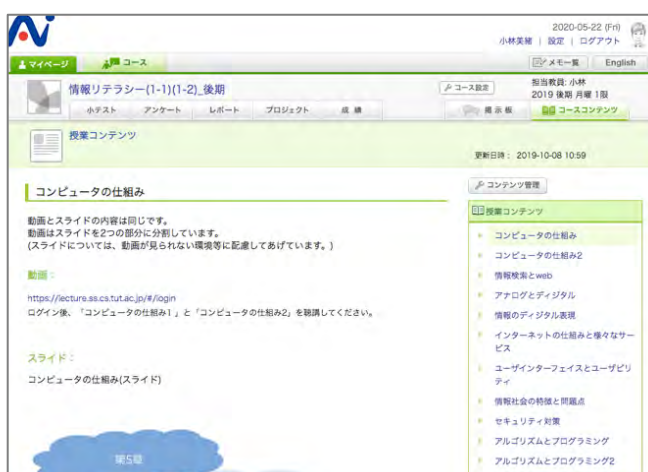 2020-05-22 (Fri)
小林美緒 | 設定 | ログアウト
マイページ
コース
メモ一覧
English
情報リテラシー(1-1)(1-2)_後期
コース設定
担当教員: 小林
2019 後期 月曜 1限
小テスト アンケート レポート プロジェクト 成績
掲示板
コースコンテンツ
授業コンテンツ
更新日時： 2019-10-08 10:59
コンピュータの仕組み
動画とスライドの内容は同じです。
動画はスライドを2つの部分に分割しています。
(スライドについては、動画が見られない環境等に配慮してあげています。)
動画：
https://lecture.ss.cs.tut.ac.jp/#/login
ログイン後、「コンピュータの仕組み1」と「コンピュータの仕組み2」を聴講してください。
スライド：
コンピュータの仕組み(スライド)
第5章
コンテンツ管理
授業コンテンツ
コンピュータの仕組み
コンピュータの仕組み2
情報検索とweb
アナログとディジタル
情報のディジタル表現
インターネットの仕組みと様々なサー
ビス
ユーザインターフェイスとユーザビリ
ティ
情報社会の特徴と問題点
セキュリティ対策
アルゴリズムとプログラミング
アルゴリズムとプログラミング2